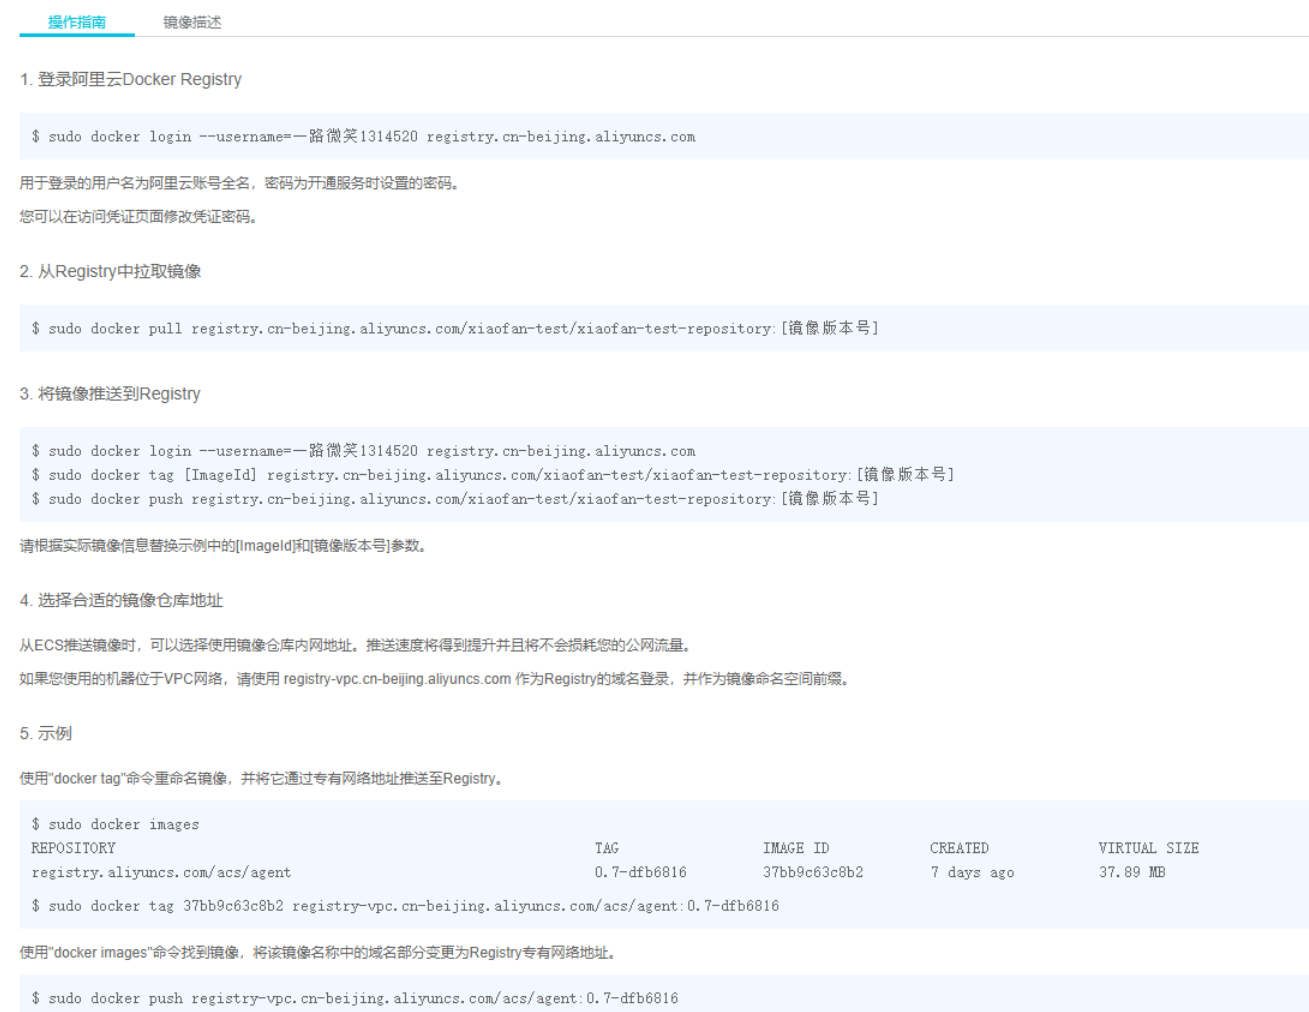 操作指南 镜像描述
1. 登录阿里云Docker Registry
$ sudo docker login --username=一路微笑1314520 registry.cn-beijing.aliyuncs.com
用于登录的用户名为阿里云账号全名，密码为开通服务时设置的密码。
您可以在访问凭证页面修改凭证密码。
2. 从Registry中拉取镜像
$ sudo docker pull registry.cn-beijing.aliyuncs.com/xiaofan-test/xiaofan-test-repository:[镜像版本号]
3. 将镜像推送到Registry
$ sudo docker login --username=一路微笑1314520 registry.cn-beijing.aliyuncs.com
$ sudo docker tag [ImageId] registry.cn-beijing.aliyuncs.com/xiaofan-test/xiaofan-test-repository:[镜像版本号]
$ sudo docker push registry.cn-beijing.aliyuncs.com/xiaofan-test/xiaofan-test-repository:[镜像版本号]
请根据实际镜像信息替换示例中的[ImageId]和[镜像版本号]参数。
4. 选择合适的镜像仓库地址
从ECS推送镜像时，可以选择使用镜像仓库内网地址。推送速度将得到提升并且将不会损耗您的公网流量。
如果您使用的机器位于VPC网络，请使用 registry-vpc.cn-beijing.aliyuncs.com 作为Registry的域名登录，并作为镜像命名空间前缀。
5. 示例
使用"docker tag"命令重命名镜像，并将它通过专有网络地址推送至Registry。
$ sudo docker images
REPOSITORY TAG IMAGE ID CREATED VIRTUAL SIZE
registry.aliyuncs.com/acs/agent 0.7-dfb6816 37bb9c63c8b2 7 days ago 37.89 MB
$ sudo docker tag 37bb9c63c8b2 registry-vpc.cn-beijing.aliyuncs.com/acs/agent:0.7-dfb6816
使用"docker images"命令找到镜像，将该镜像名称中的域名部分变更为Registry专有网络地址。
$ sudo docker push registry-vpc.cn-beijing.aliyuncs.com/acs/agent:0.7-dfb6816